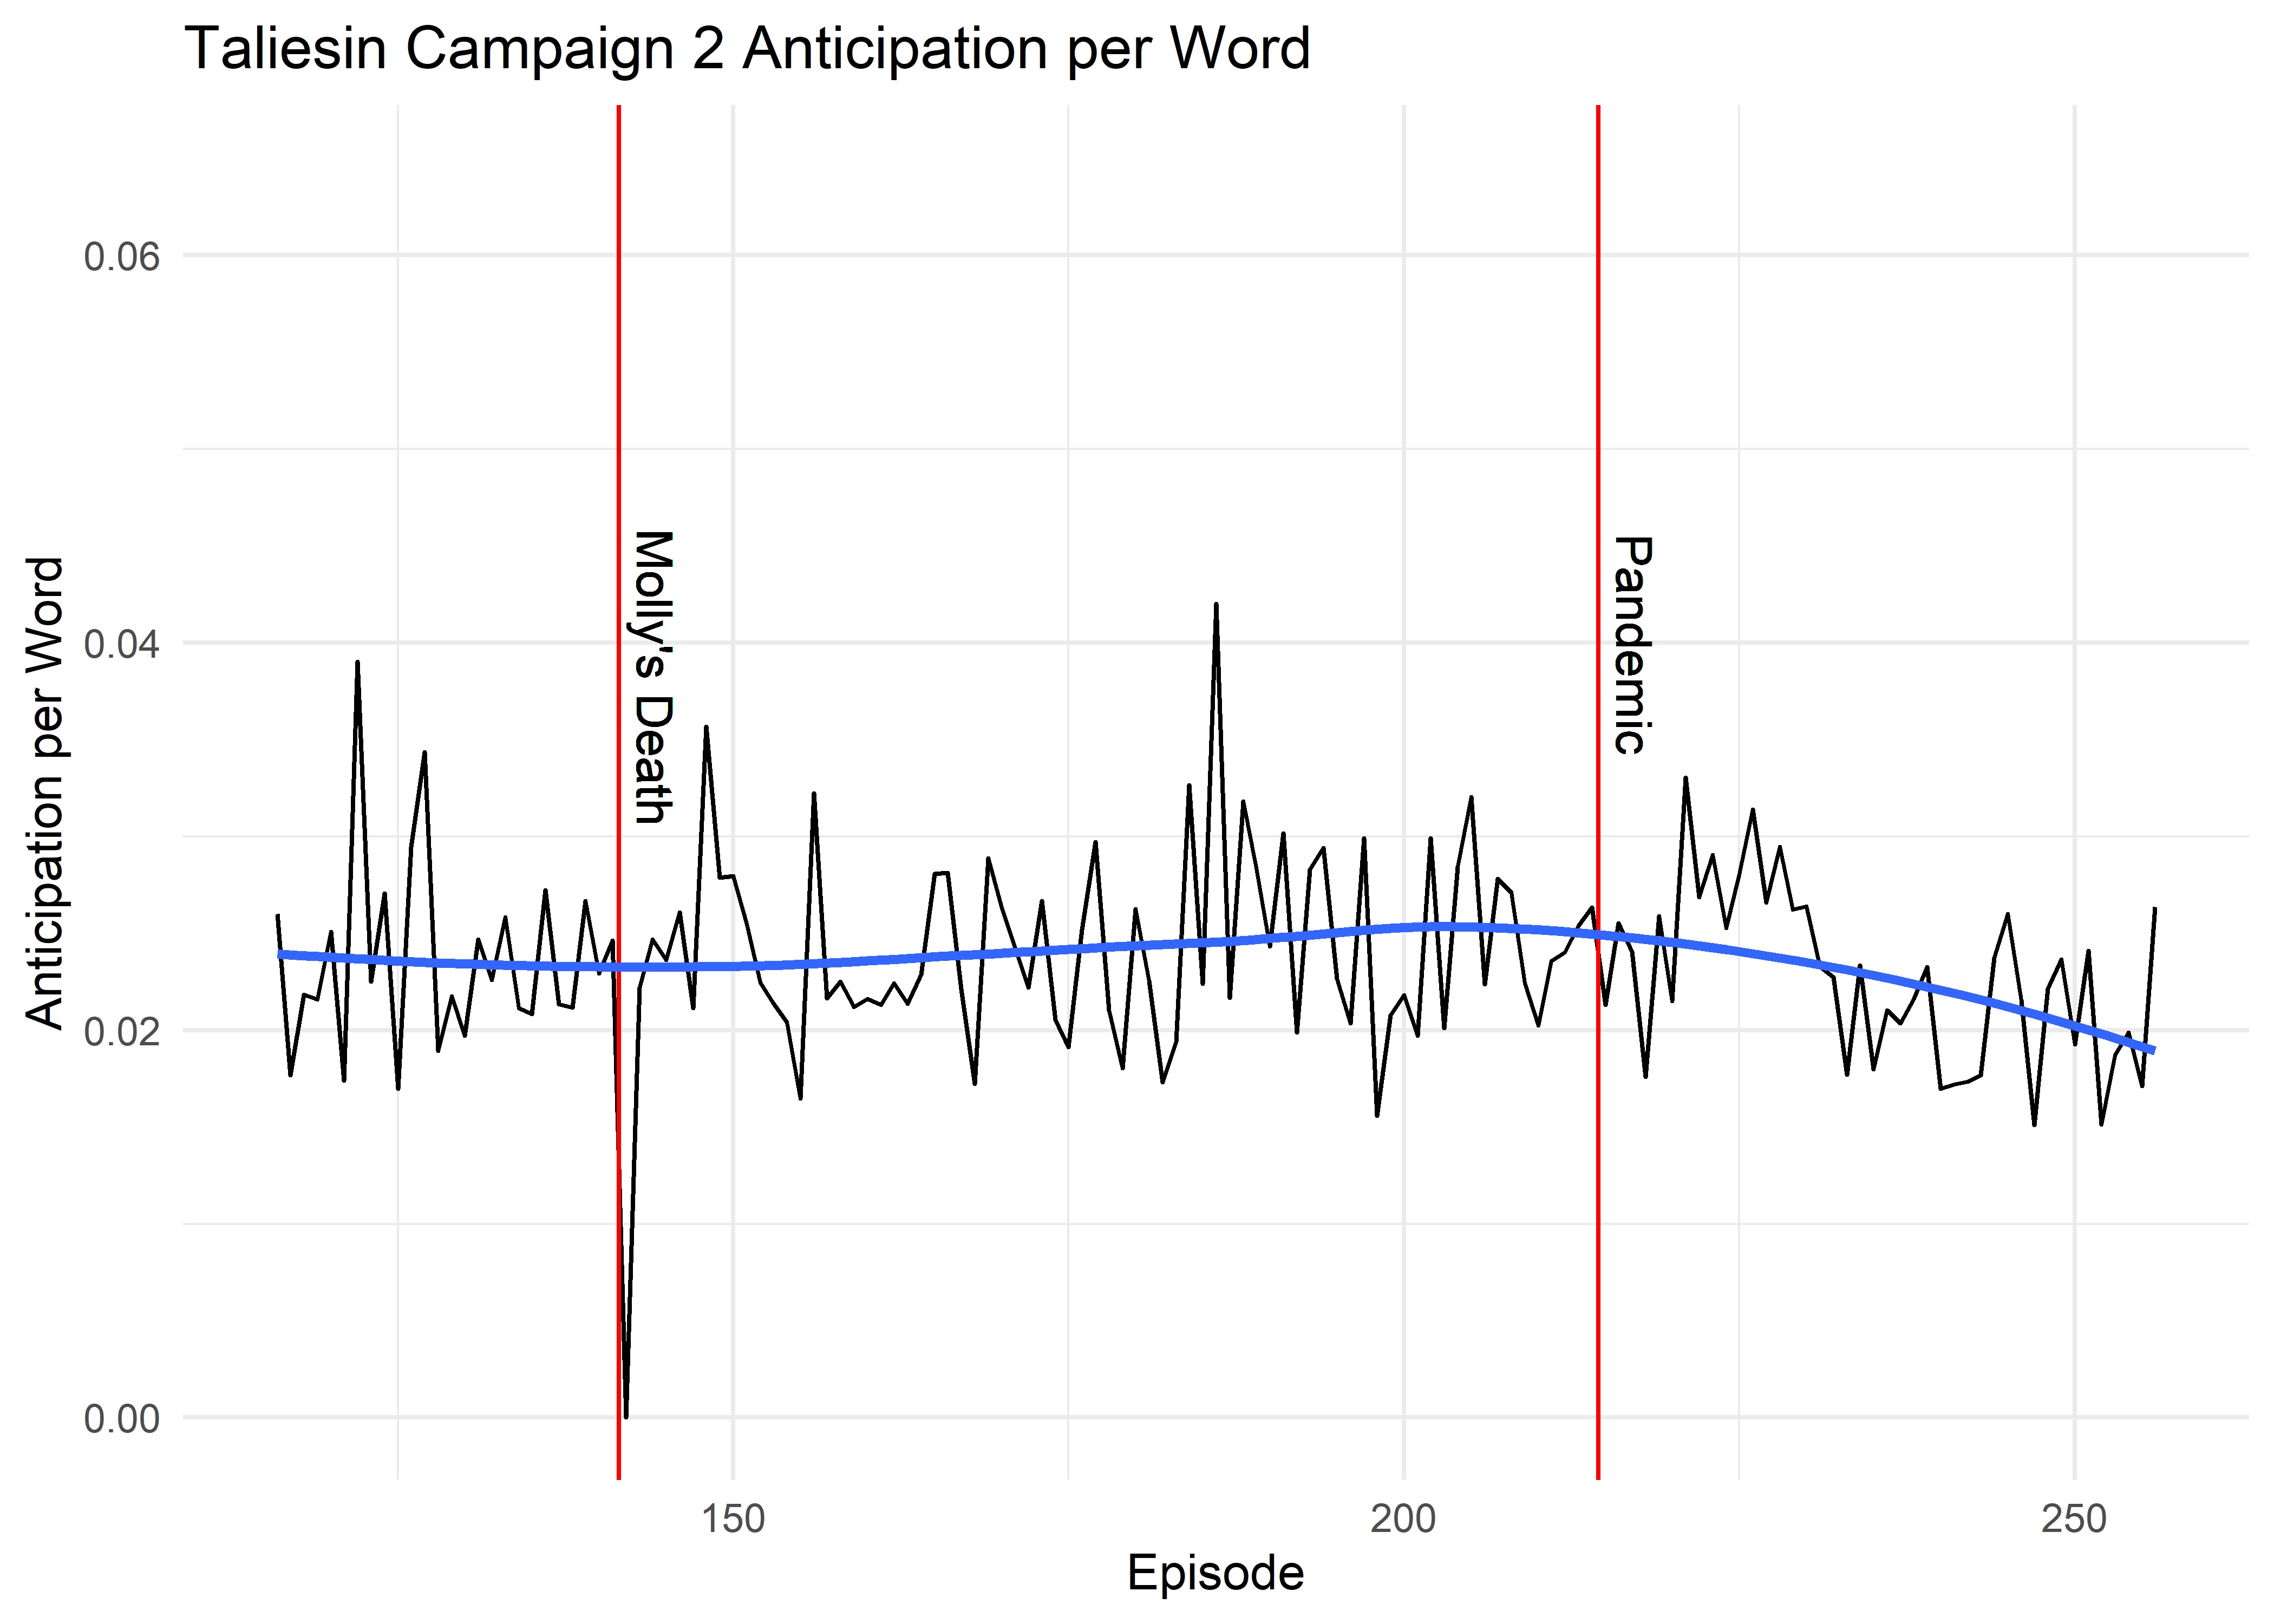 Taliesin Campaign 2 Anticipation per Word
Anticipation per Word
0.06
0.04
0.02
0.00
Molly's Death
Pandemic
150
200
250
Episode